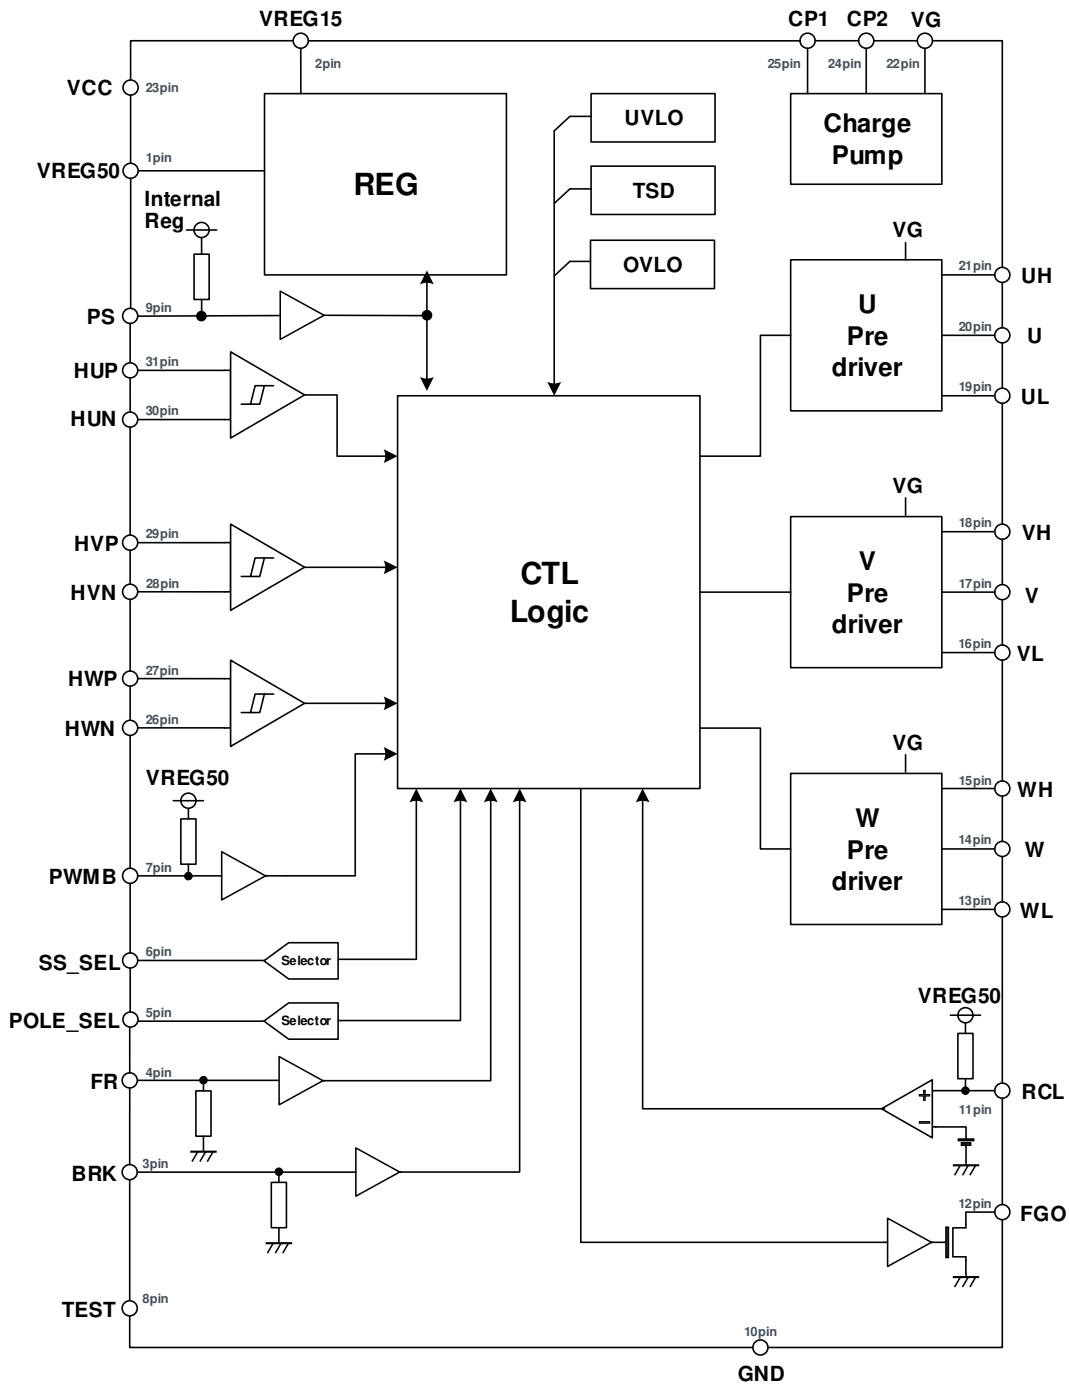 VREG15
CP1
CP2
VG
2pin
25pin
24pin
22pin
VCC
23pin
VREG50
1pin
REG
UVLO
TSD
OVLO
Charge
Pump
Internal
Reg
PS
9pin
HUP
31pin
HUN
30pin
HVP
29pin
HVN
28pin
HWP
27pin
HWN
26pin
VREG50
PWMB
7pin
SS_SEL
6pin
Selector
POLE_SEL
5pin
Selector
FR
4pin
BRK
3pin
TEST
8pin
CTL
Logic
VG
U
Pre
driver
21pin
UH
20pin
U
19pin
UL
VG
V
Pre
driver
18pin
VH
17pin
V
16pin
VL
VG
W
Pre
driver
15pin
WH
14pin
W
13pin
WL
VREG50
+
−
RCL
11pin
12pin
FGO
10pin
GND